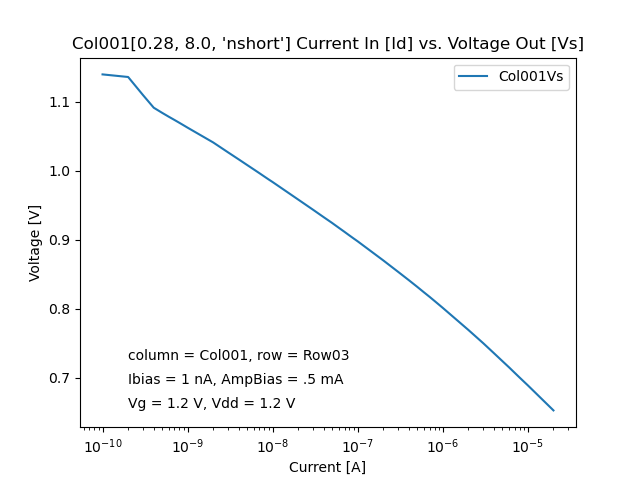 Col001[0.28, 8.0, 'nshort'] Current In [Id] vs. Voltage Out [Vs]
Col001Vs
1.1
1.0
0.9
0.8
0.7
Voltage [V]
column = Col001, row = Row03
Ibias = 1 nA, AmpBias = .5 mA
Vg = 1.2 V, Vdd = 1.2 V
10⁻¹⁰ 10⁻⁹ 10⁻⁸ 10⁻⁷ 10⁻⁶ 10⁻⁵
Current [A]